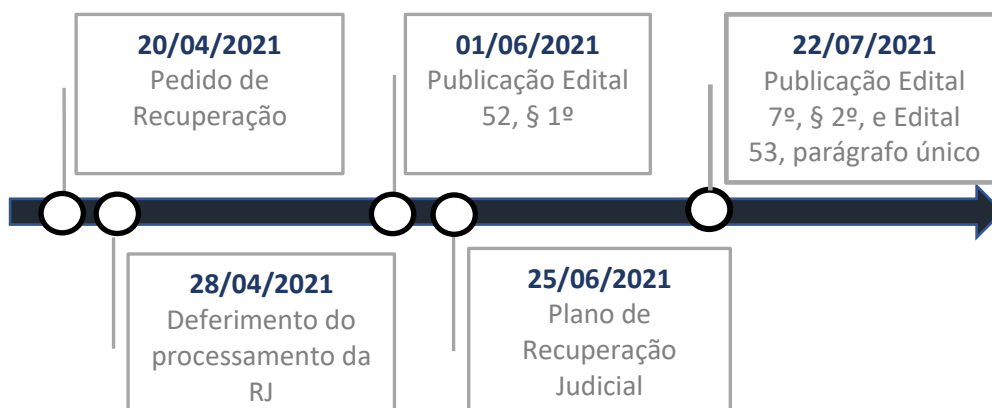 20/04/2021
Pedido de
Recuperação
01/06/2021
Publicação Edital
52, § 1º
22/07/2021
Publicação Edital
7º, § 2º, e Edital
53, parágrafo único
28/04/2021
Deferimento do
processamento da
RJ
25/06/2021
Plano de
Recuperação
Judicial